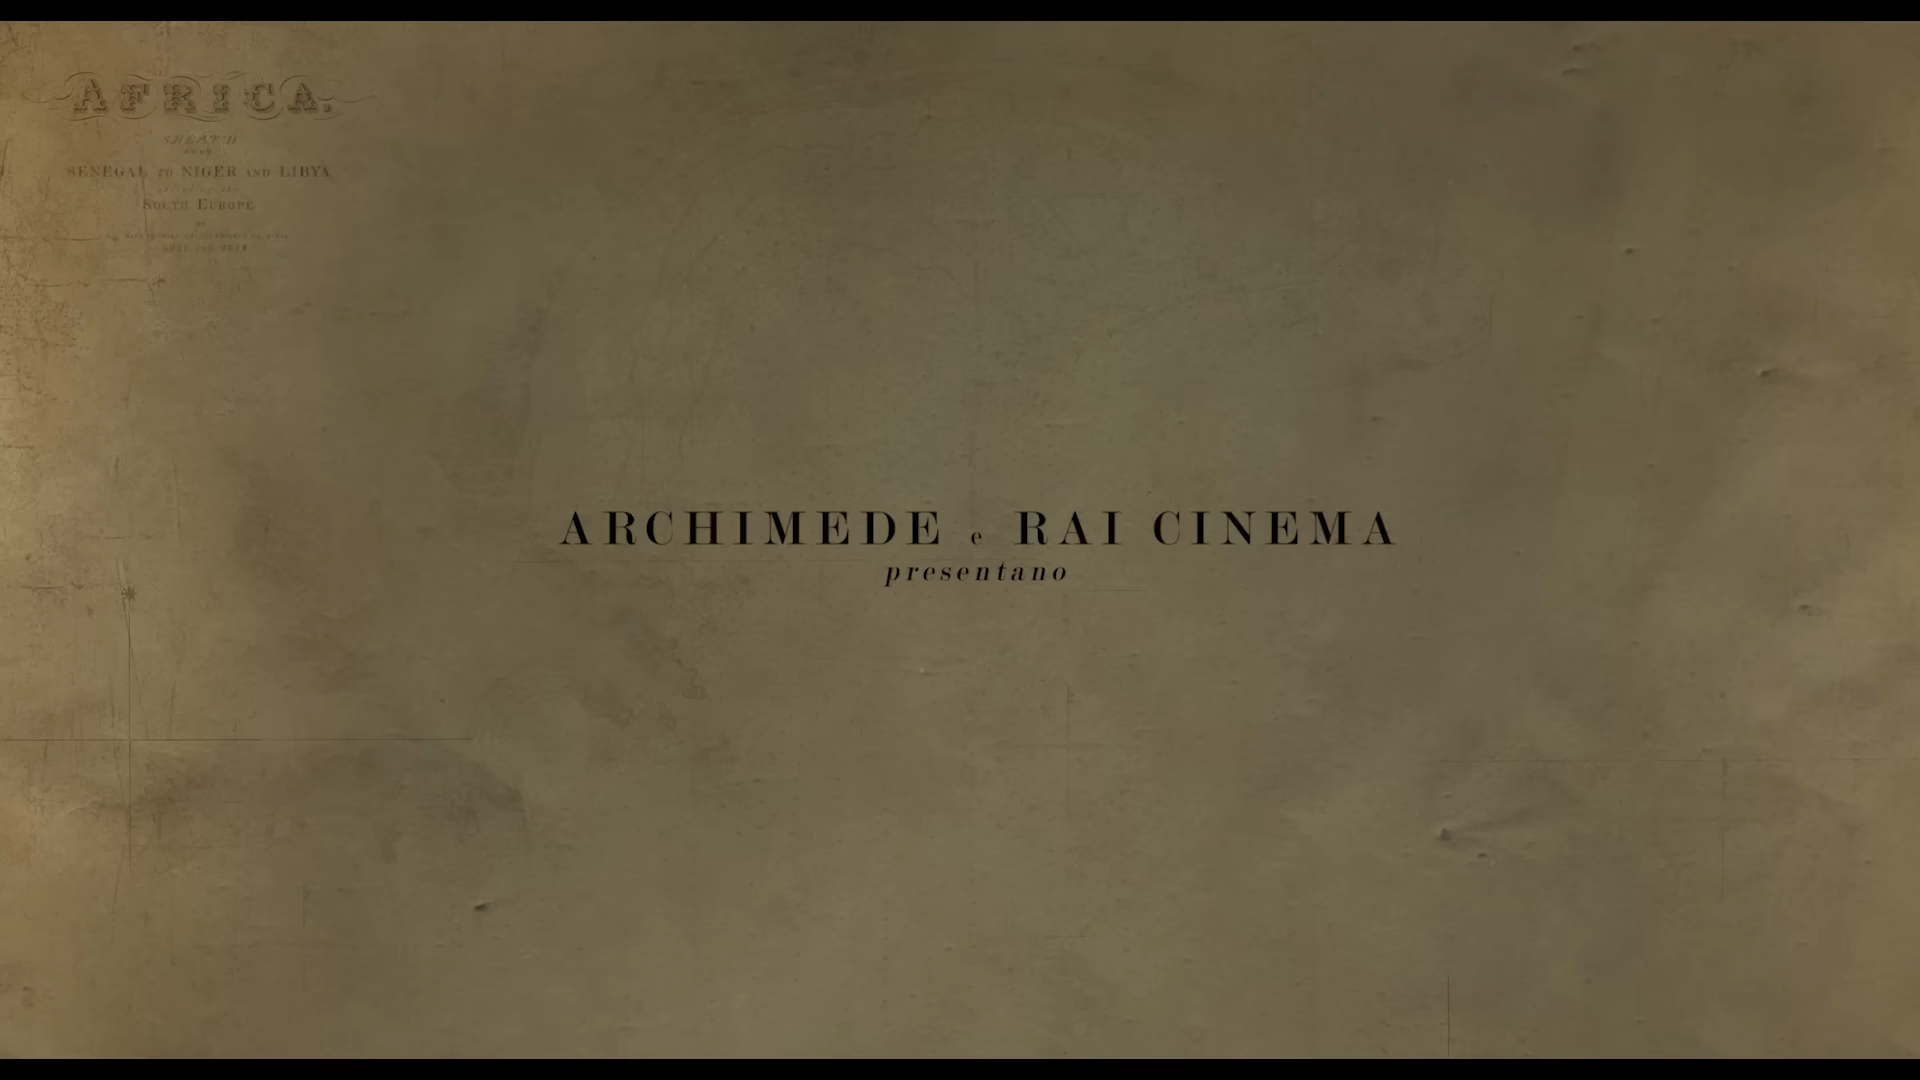 AFRICA.
SENEGAL TO NIGER AND LIBYA
SOUTH EUROPE
ARCHIMEDE e RAI CINEMA
presentano